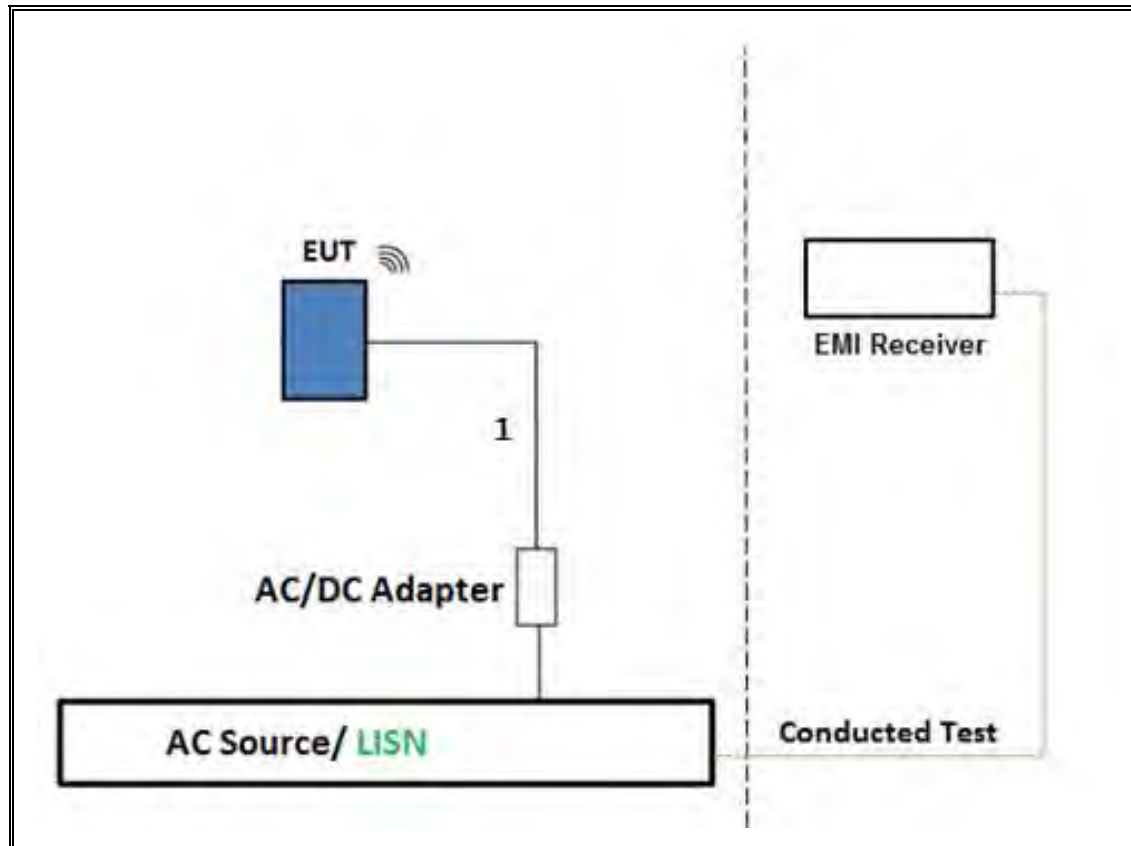 EUT
EMI Receiver
1
AC/DC Adapter
AC Source/ LISN
Conducted Test